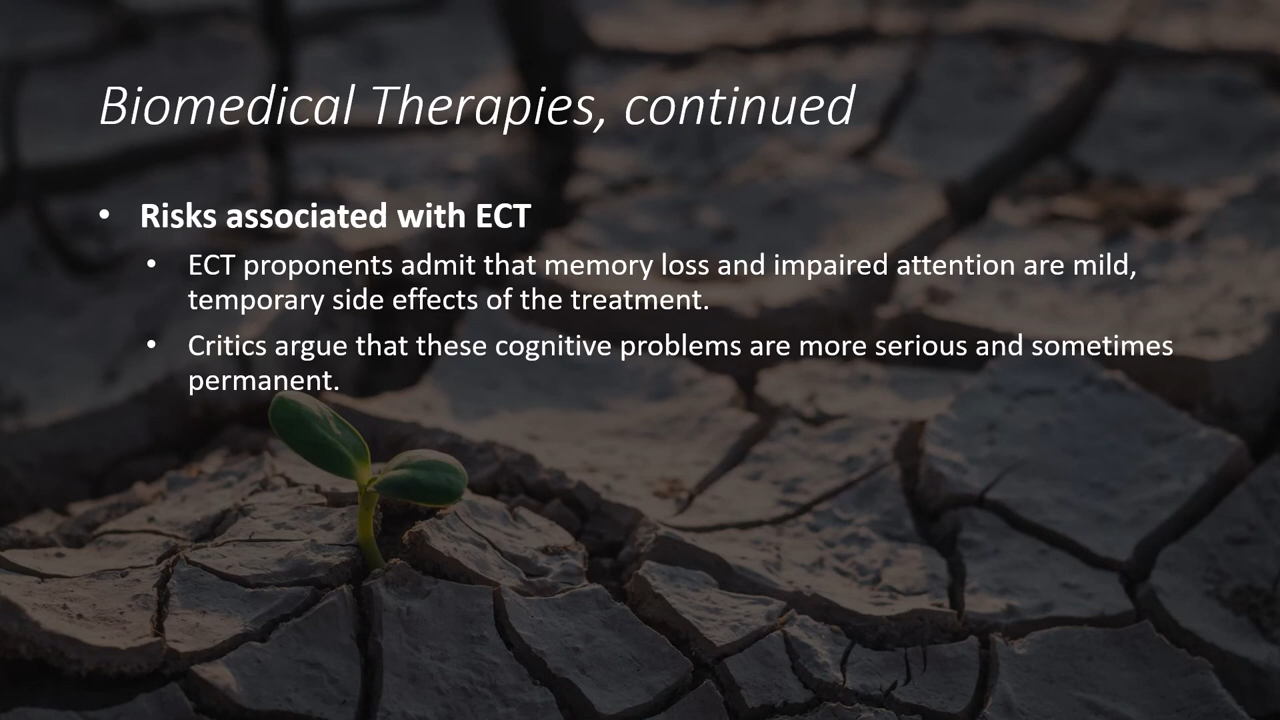 Biomedical Therapies, continued
• Risks associated with ECT
• ECT proponents admit that memory loss and impaired attention are mild,
temporary side effects of the treatment.
• Critics argue that these cognitive problems are more serious and sometimes
permanent.